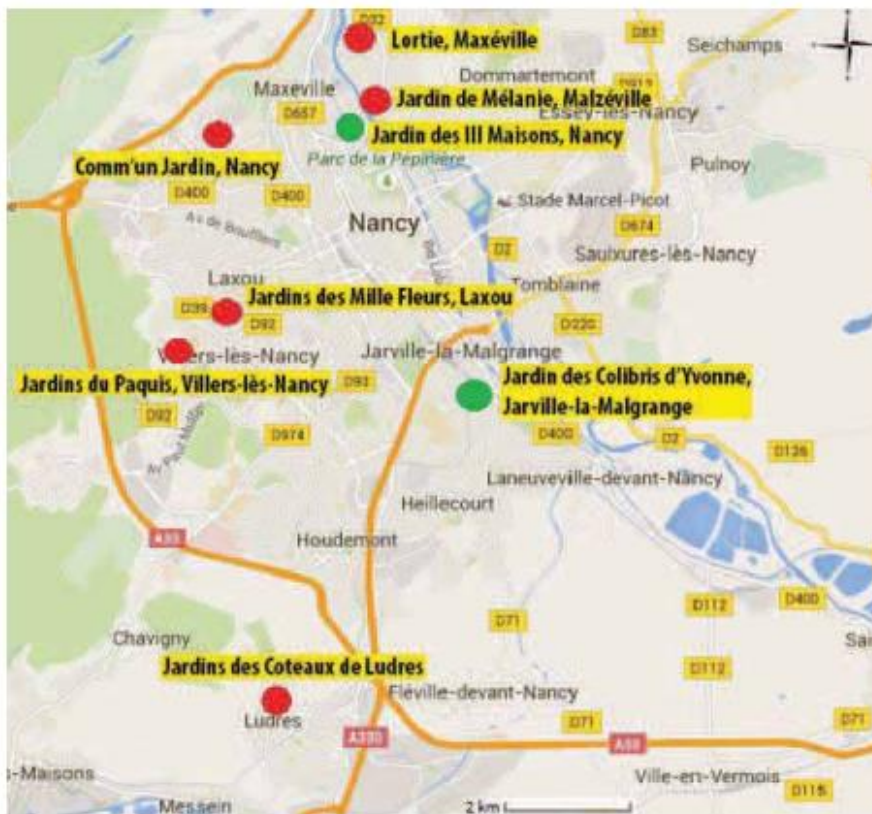 D32
Lortie, Maxéville
D83
Seichamps
Dommartemont
Maxeville
D657
Jardin de Mélanie, Malzéville
Essey-lès-Nancy
Jardin des III Maisons, Nancy
Comm'un Jardin, Nancy
Parc de la Pépinière
Pulnoy
D400
D400
Stade Marcel-Picot
Nancy
Av de Boufflers
D674
D2
Saulxures-lès-Nancy
Laxou
Tomblaine
D39
Jardins des Mille Fleurs, Laxou
D92
D220
Villers-lès-Nancy
Jarville-la-Malgrange
Jardins du Paquis, Villers-lès-Nancy
D93
Jardin des Colibris d'Yvonne,
Jarville-la-Malgrange
D92
D974
D400
D2
D126
Laneuveville-devant-Nancy
Heillecourt
A33
Houdemont
D112
D400
D71
Chavigny
Sai
Jardins des Coteaux de Ludres
D112
Fléville-devant-Nancy
Ludres
A330
D71
A33
D71
s-Maisons
Ville-en-Vermois
Messein
2 km
D115